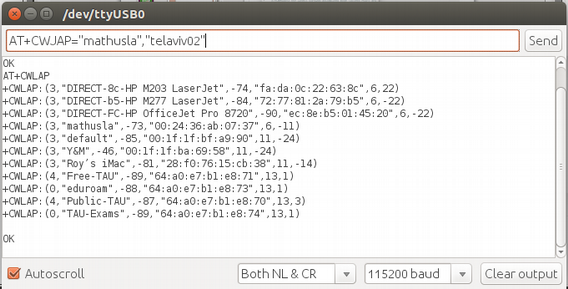 /dev/ttyUSB0
AT+CWJAP="mathusla","telaviv02"
Send
OK
AT+CWLAP
+CWLAP:(3,"DIRECT-8c-HP M203 LaserJet",-74,"fa:da:0c:22:63:8c",6,22)
+CWLAP:(3,"DIRECT-b5-HP M277 LaserJet",-84,"72:77:81:2a:79:b5",6,-22)
+CWLAP:(3,"DIRECT-FC-HP OfficeJet Pro 8720",-90,"ec:8e:b5:01:45:20",6,-22)
+CWLAP:(3,"mathusla",-73,"00:24:36:ab:07:37",6,-11)
+CWLAP:(3,"default",-85,"00:1f:1f:bf:a9:90",11,-24)
+CWLAP:(3,"Y&M",-46,"00:1f:1f:ba:69:58",11,-24)
+CWLAP:(3,"Roy's iMac",-81,"28:f0:76:15:cb:38",11,-14)
+CWLAP:(4,"Free-TAU",-89,"64:a0:e7:b1:e8:71",13,1)
+CWLAP:(0,"eduroam",-88,"64:a0:e7:b1:e8:73",13,1)
+CWLAP:(4,"Public-TAU",-87,"64:a0:e7:b1:e8:70",13,3)
+CWLAP:(0,"TAU-Exams",-89,"64:a0:e7:b1:e8:74",13,1)
OK
Autoscroll
Both NL & CR
115200 baud
Clear output